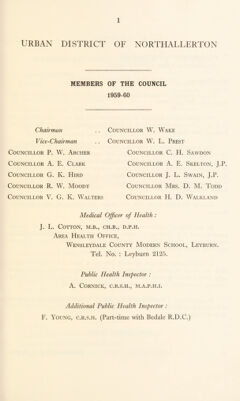 1
URBAN DISTRICT OF NORTHALLERTON
MEMBERS OF THE COUNCIL
1959-60
Chairman .. COUNCILLOR W. WAKE
Vice-Chairman .. COUNCILLOR W. L. PREST
COUNCILLOR P. W. ARCHER COUNCILLOR C. H. SAWDON
COUNCILLOR A. E. CLARK COUNCILLOR A. E. SKELTON, J.P.
COUNCILLOR G. K. HIRD COUNCILLOR J. L. SWAIN, J.P.
COUNCILLOR R. W. MOODY COUNCILLOR MRS. D. M. TODD
COUNCILLOR V. G. K. WALTERS COUNCILLOR H. D. WALKLAND
Medical Officer of Health :
J. L. COTTON, M.B., CH.B., D.P.H.
AREA HEALTH OFFICE,
WENSLEYDALE COUNTY MODERN SCHOOL, LEYBURN.
Tel. No. : Leyburn 2125.
Public Health Inspector :
A. CORNICK, C.R.S.H., M.A.P.H.I.
Additional Public Health Inspector :
F. YOUNG, C.R.S.H. (Part-time with Bedale R.D.C.)